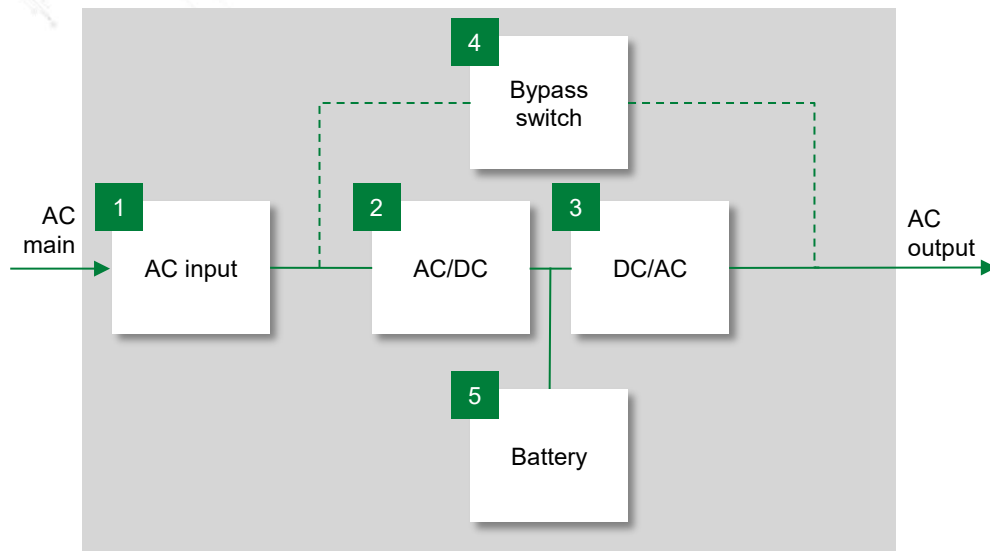 4
Bypass
switch
1
2
3
AC
main
AC
output
AC input
AC/DC
DC/AC
5
Battery